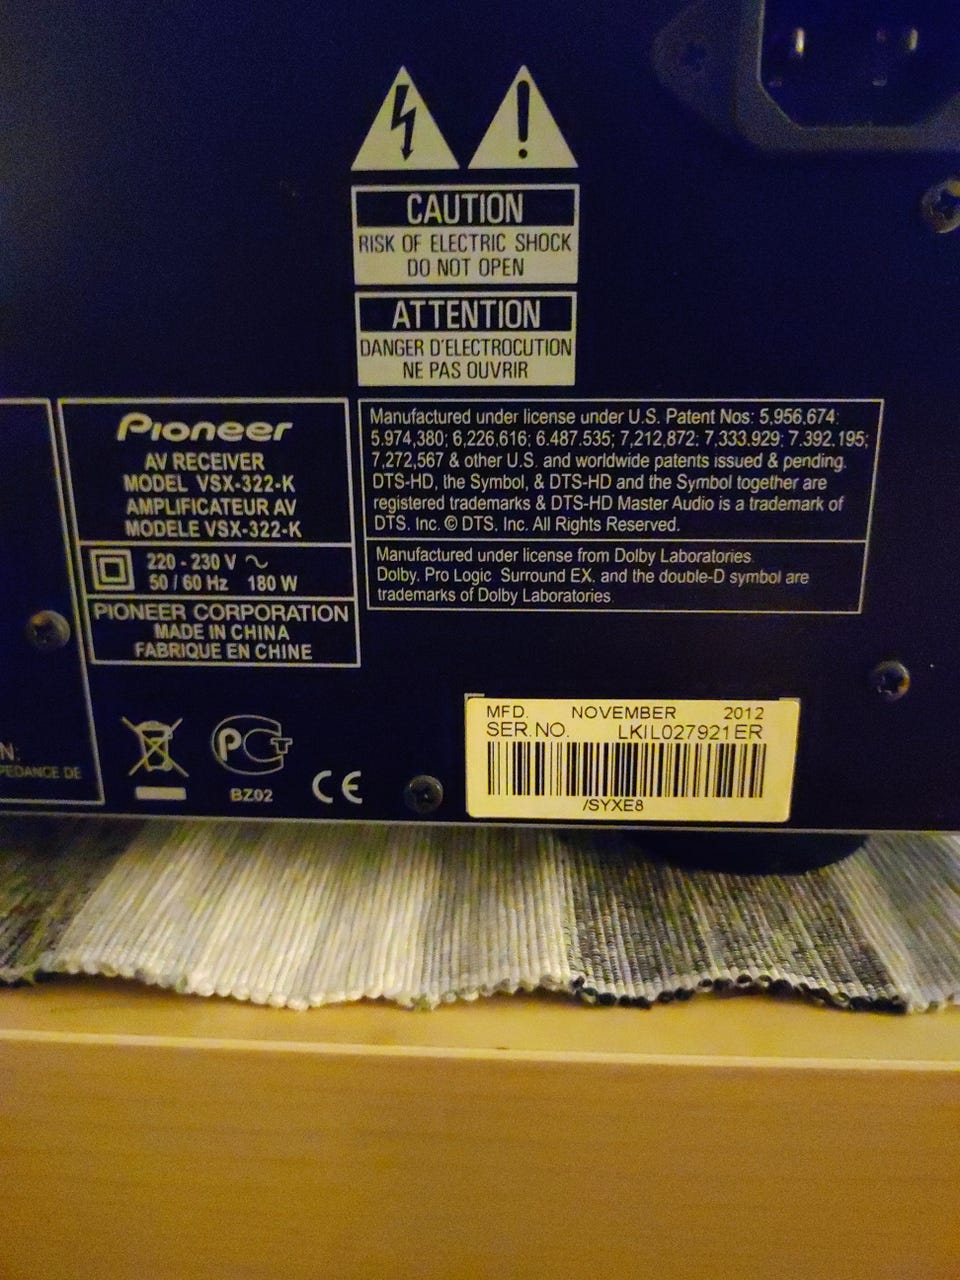 CAUTION
RISK OF ELECTRIC SHOCK
DO NOT OPEN
ATTENTION
DANGER D'ELECTROCUTION
NE PAS OUVRIR
Pioneer
AV RECEIVER
MODEL VSX-322-K
AMPLIFICATEUR AV
MODELE VSX-322-K
220 - 230 V ~
50 / 60 Hz 180 W
PIONEER CORPORATION
MADE IN CHINA
FABRIQUE EN CHINE
Manufactured under license under U.S. Patent Nos: 5,956,674;
5,974,380; 6,226,616; 6.487.535; 7,212,872; 7,333.929; 7.392.195;
7,272,567 & other U.S. and worldwide patents issued & pending.
DTS-HD, the Symbol, & DTS-HD and the Symbol together are
registered trademarks & DTS-HD Master Audio is a trademark of
DTS, Inc. © DTS, Inc. All Rights Reserved.
Manufactured under license from Dolby Laboratories.
Dolby, Pro Logic Surround EX, and the double-D symbol are
trademarks of Dolby Laboratories.
N:
PEDANCE DE
РСТ
BZ02
CE
MFD. NOVEMBER 2012
SER.NO. LKIL027921ER
/SYXE8